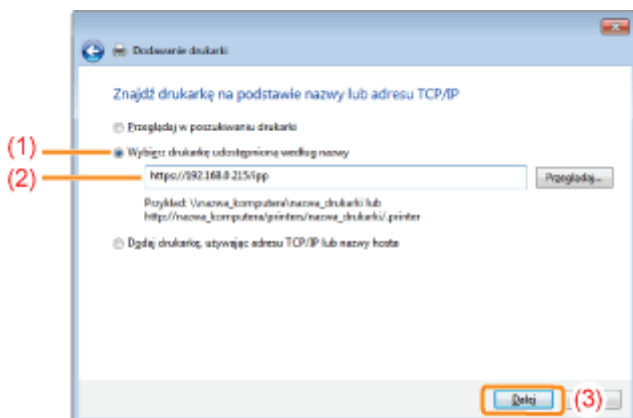 Dodawanie drukarki
Znajdź drukarkę na podstawie nazwy lub adresu TCP/IP
Przeglądaj w poszukiwaniu drukarki
(1)
Wybierz drukarkę udostępnioną według nazwy
(2)
https://192.168.0.215/ipp
Przeglądaj...
Przykład: \\nazwa_komputera\nazwa_drukarki lub
http://nazwa_komputera/printers/nazwa_drukarki/.printer
Dodaj drukarkę, używając adresu TCP/IP lub nazwy hosta
Dalej
(3)